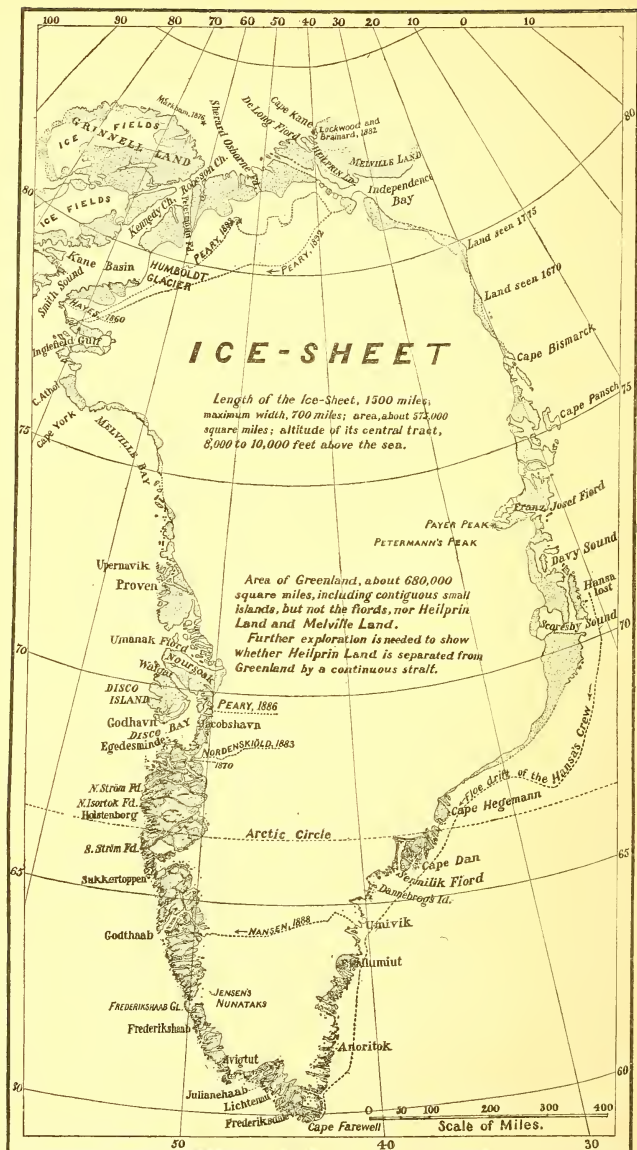 100 90 80 70 60 50 40 30 20 10 0 10
80
Markham, 1876
Cape Kane
Lockwood and
Brainard, 1882
Sherard Osborne Fd.
De Long Fiord
HEILPRIN LD.
MELVILLE LAND
ICE FIELDS
GRINNELL LAND
Independence
Bay
Robeson Ch.
80
ICE FIELDS
Kennedy Ch.
Petermann Fd.
PEARY, 1892
PEARY, 1892
Land seen 1775
Kane Basin
HUMBOLDT
GLACIER
Smith Sound
Land seen 1670
HAYES, 1860
Inglefield Gulf
Cape Bismarck
ICE-SHEET
C. Athol
Cape York
75
Cape Pansch
75
Length of the Ice-Sheet, 1500 miles;
maximum width, 700 miles; area, about 575,000
square miles; altitude of its central tract,
8,000 to 10,000 feet above the sea.
MELVILLE BAY
Franz Josef Fiord
PAYER PEAK
PETERMANN'S PEAK
Davy Sound
Upernavik
Proven
Hansa
lost
Area of Greenland, about 680,000
square miles, including contiguous small
islands, but not the fiords, nor Heilprin
Land and Melville Land.
Further exploration is needed to show
whether Heilprin Land is separated from
Greenland by a continuous strait.
Scoresby Sound
70
Umanak Fiord
70
Noursoak
Waigat
DISCO
ISLAND
PEARY, 1886
Godhavn
Jacobshavn
DISCO BAY
Egedesminde
NORDENSKIÖLD, 1883
1870
Floe drift of the Hansa's Crew
N. Ström Fd.
N. Isortok Fd.
Holstenborg
Cape Hegemann
Arctic Circle
S. Ström Fd.
65
Cape Dan
Sermilik Fiord
65
Sukkertoppen
Dannebrog's Id.
Umivik
NANSEN, 1888
Godthaab
JENSEN'S
NUNATAKS
FREDERIKSHAAB GL.
Frederikshaab
Anoritok
Avigtut
60
60
Julianehaab
Lichtenau
Cape Farewell
0 50 100 200 300 400
Scale of Miles.
50 40 30